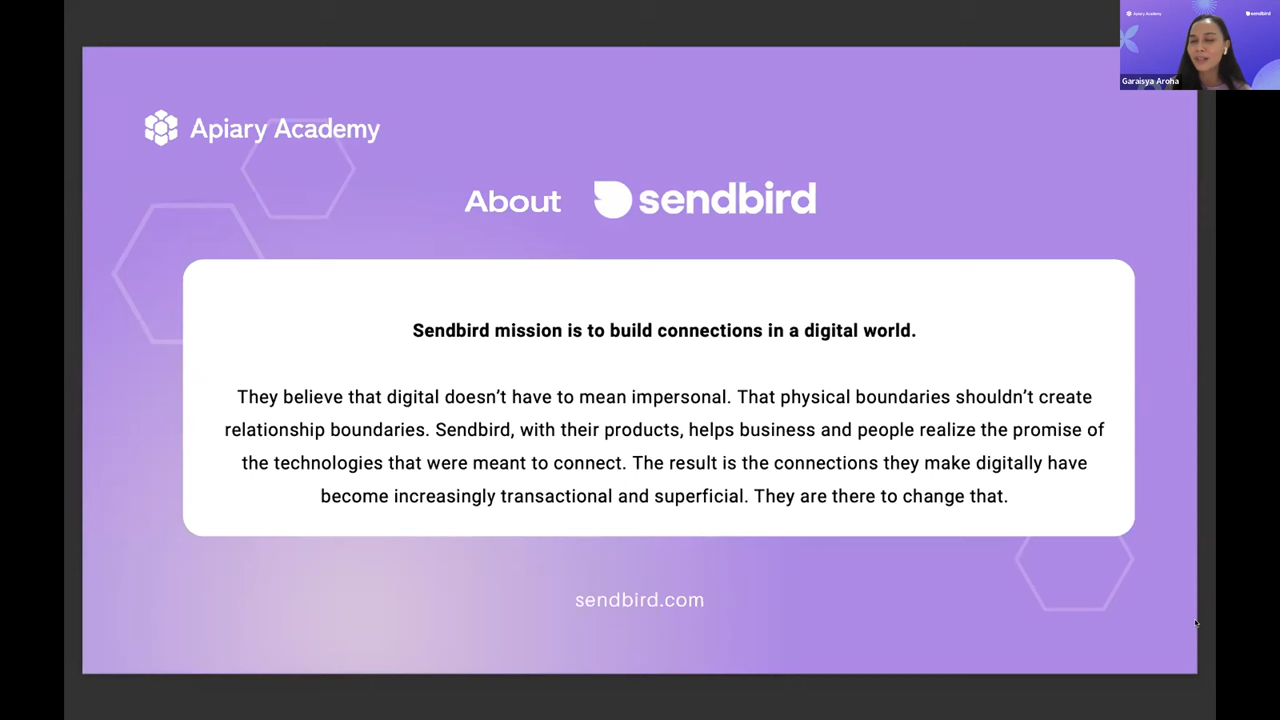 Apiary Academy
sendbird
Garaisya Aroha
Apiary Academy
About sendbird
Sendbird mission is to build connections in a digital world.
They believe that digital doesn’t have to mean impersonal. That physical boundaries shouldn’t create
relationship boundaries. Sendbird, with their products, helps business and people realize the promise of
the technologies that were meant to connect. The result is the connections they make digitally have
become increasingly transactional and superficial. They are there to change that.
sendbird.com